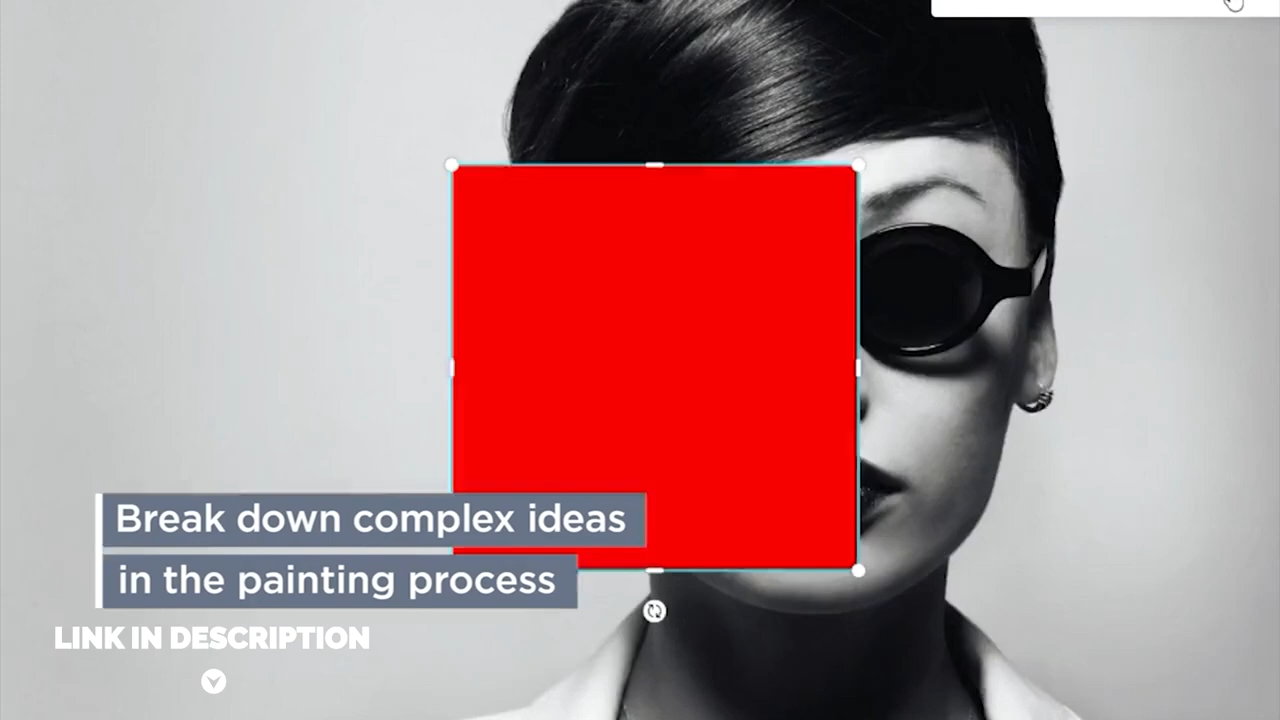 Break down complex ideas
in the painting process
LINK IN DESCRIPTION